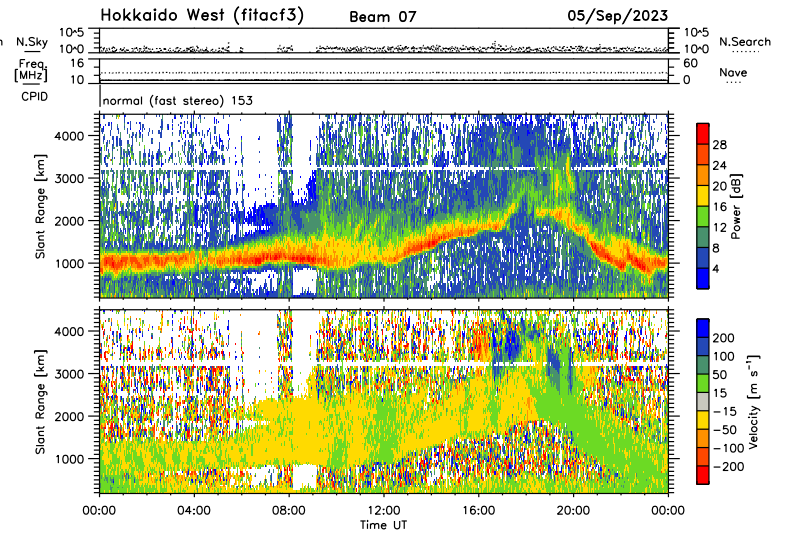 Hokkaido West (fitacf3) Beam 07 05/Sep/2023
N.Sky 10^5 10^0 10^5 10^0 N.Search
Freq. [MHz] 16 10 60 0 Nave
CPID normal (fast stereo) 153
Slant Range [km] 4000 3000 2000 1000
28 24 20 16 12 8 4 Power [dB]
Slant Range [km] 4000 3000 2000 1000
200 100 50 15 -15 -50 -100 -200 Velocity [m s⁻¹]
00:00 04:00 08:00 12:00 16:00 20:00 00:00
Time UT